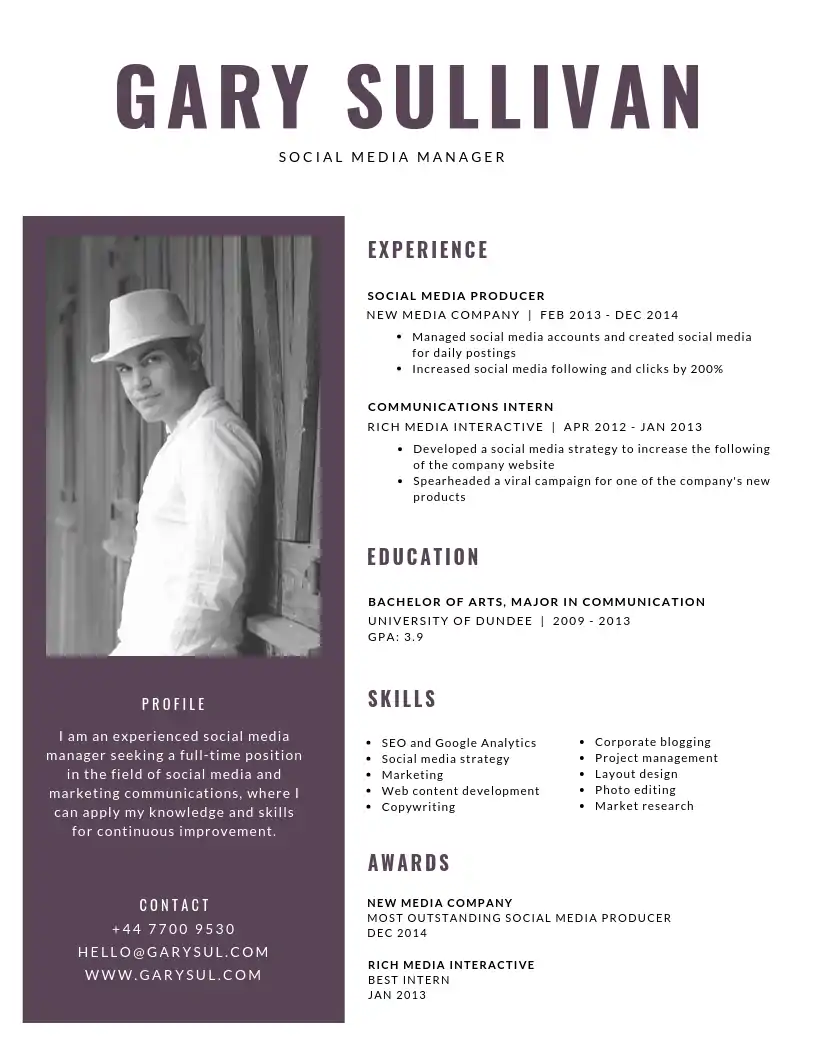 GARY SULLIVAN
SOCIAL MEDIA MANAGER
PROFILE
I am an experienced social media
manager seeking a full-time position
in the field of social media and
marketing communications, where I
can apply my knowledge and skills
for continuous improvement.
CONTACT
+44 7700 9530
HELLO@GARYSUL.COM
WWW.GARYSUL.COM
EXPERIENCE
SOCIAL MEDIA PRODUCER
NEW MEDIA COMPANY | FEB 2013 - DEC 2014
• Managed social media accounts and created social media
for daily postings
• Increased social media following and clicks by 200%
COMMUNICATIONS INTERN
RICH MEDIA INTERACTIVE | APR 2012 - JAN 2013
• Developed a social media strategy to increase the following
of the company website
• Spearheaded a viral campaign for one of the company's new
products
EDUCATION
BACHELOR OF ARTS, MAJOR IN COMMUNICATION
UNIVERSITY OF DUNDEE | 2009 - 2013
GPA: 3.9
SKILLS
• SEO and Google Analytics
• Social media strategy
• Marketing
• Web content development
• Copywriting
• Corporate blogging
• Project management
• Layout design
• Photo editing
• Market research
AWARDS
NEW MEDIA COMPANY
MOST OUTSTANDING SOCIAL MEDIA PRODUCER
DEC 2014
RICH MEDIA INTERACTIVE
BEST INTERN
JAN 2013